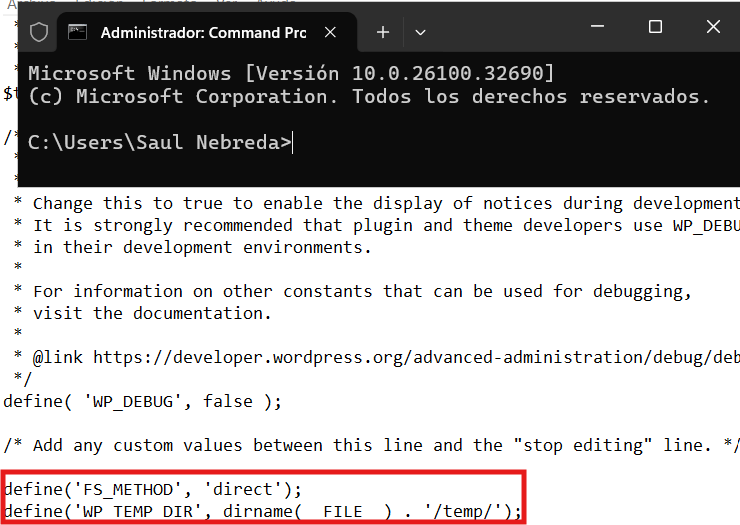 Administrador: Command Pro
Microsoft Windows [Versión 10.0.26100.32690]
(c) Microsoft Corporation. Todos los derechos reservados.
C:\Users\Saul Nebreda>
*
*
*
$t
/*
*
*
* Change this to true to enable the display of notices during development
* It is strongly recommended that plugin and theme developers use WP_DEBU
* in their development environments.
*
* For information on other constants that can be used for debugging,
* visit the documentation.
*
* @link https://developer.wordpress.org/advanced-administration/debug/deb
*/
define( 'WP_DEBUG', false );
/* Add any custom values between this line and the "stop editing" line. */
define('FS_METHOD', 'direct');
define('WP_TEMP_DIR', dirname(__FILE__) . '/temp/');